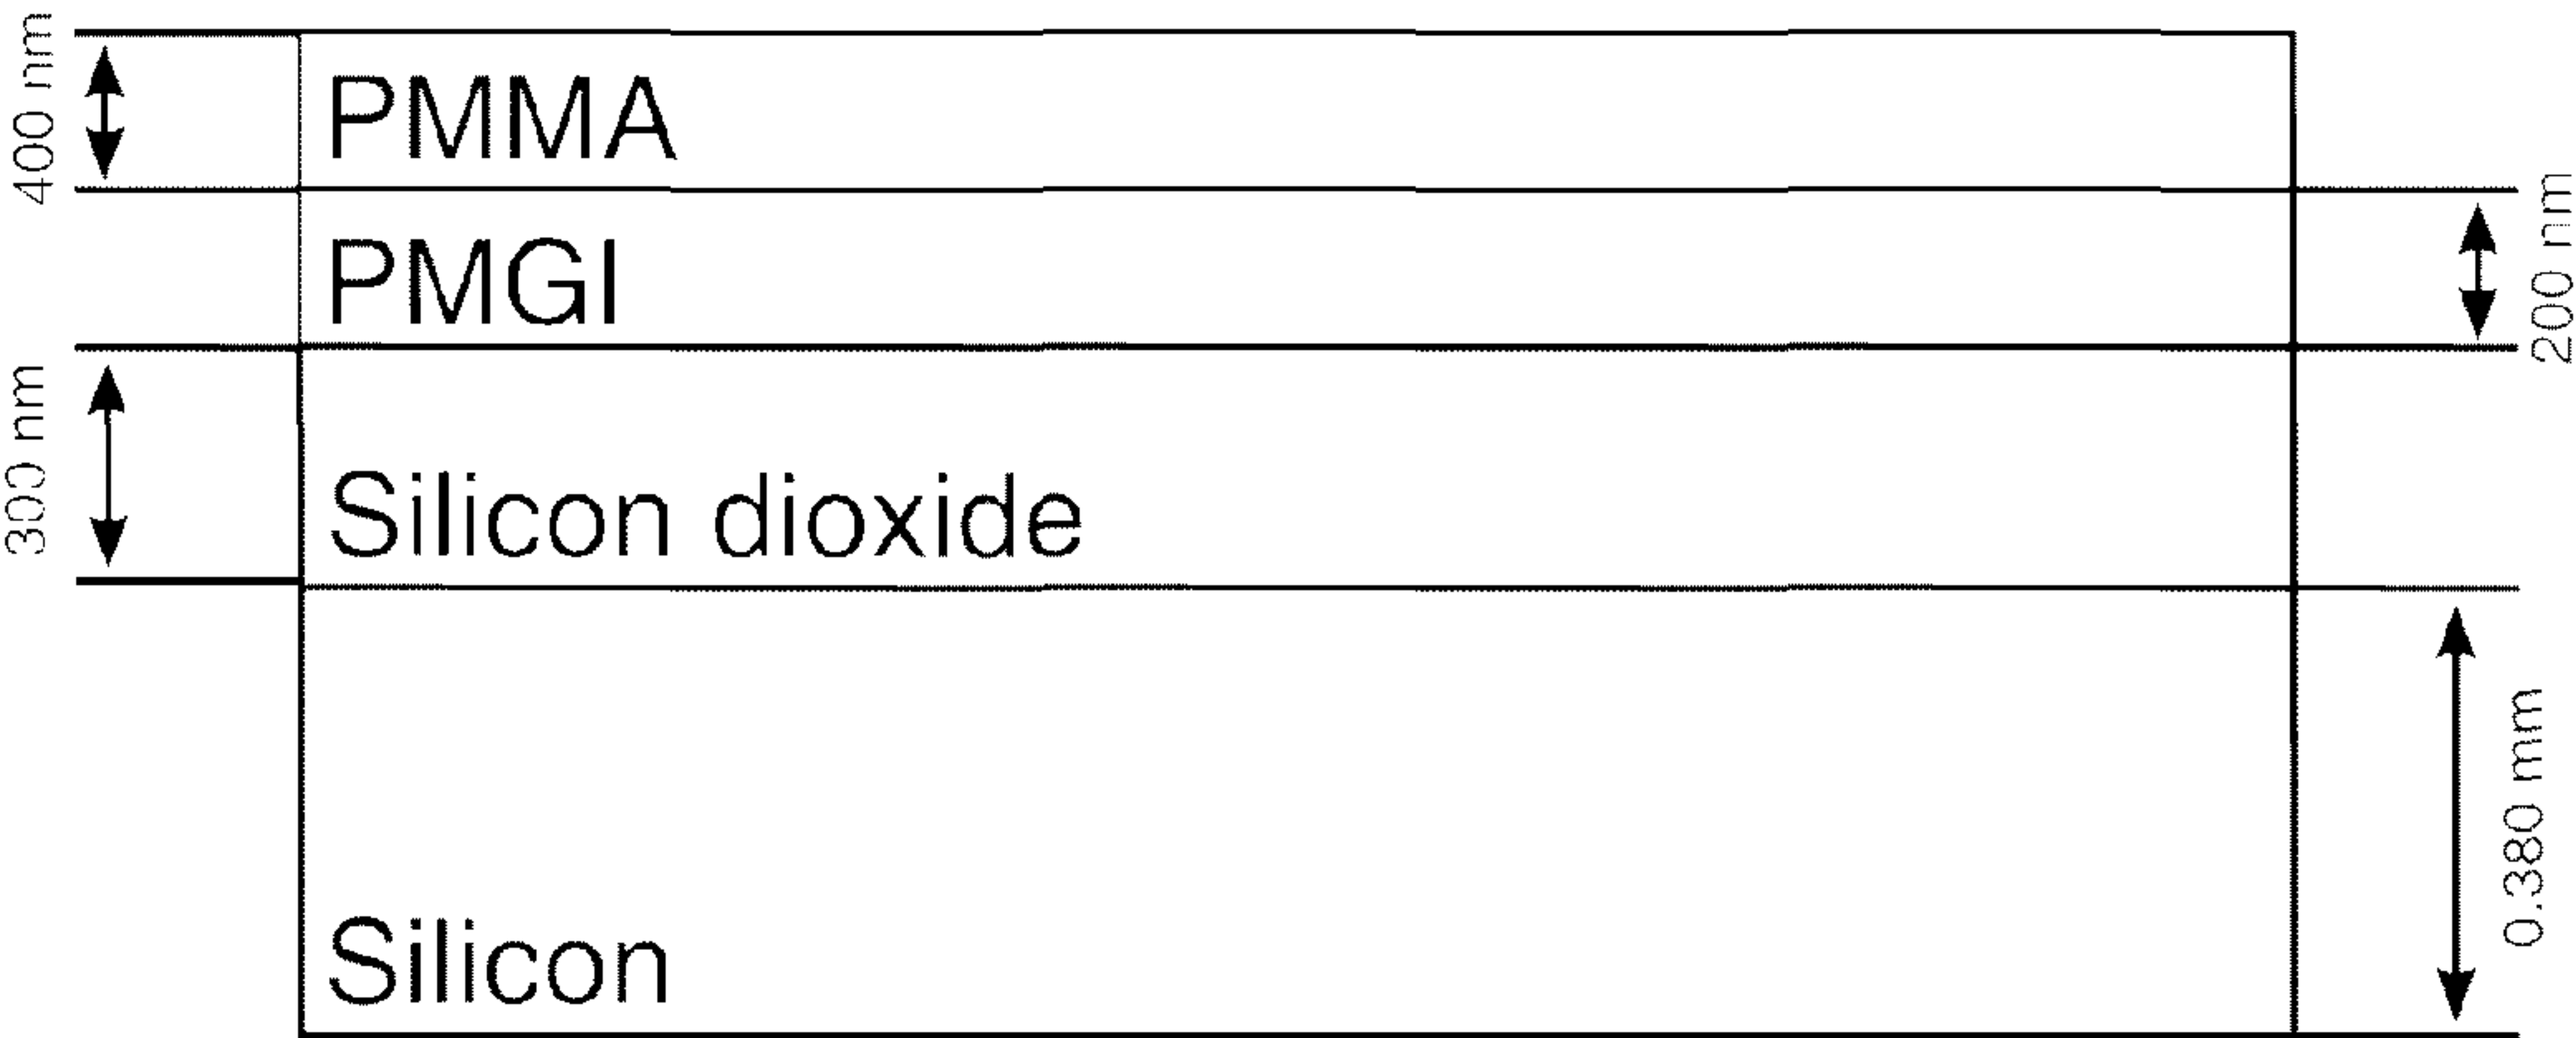 400 nm
PMMA
PMGI
200 nm
300 nm
Silicon dioxide
0.380 mm
Silicon